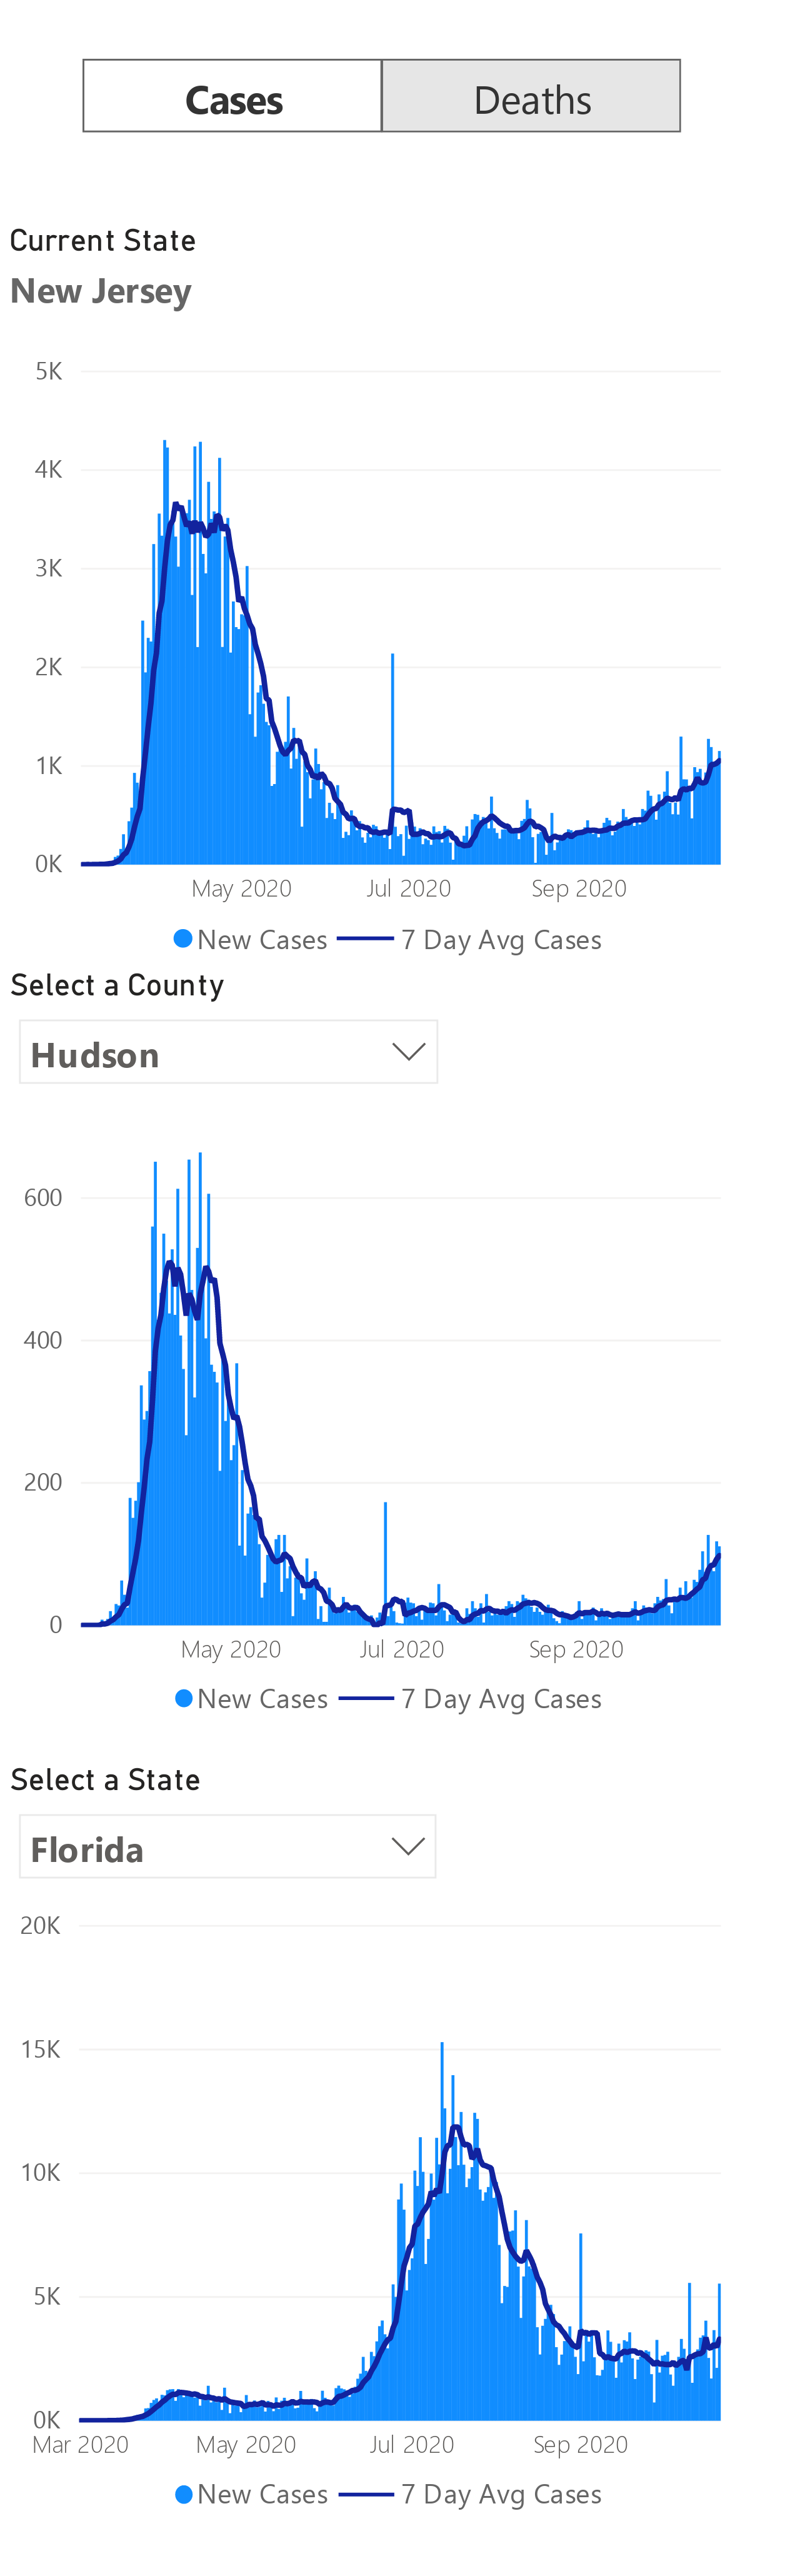 Cases Deaths
Current State
New Jersey
5K
4K
3K
2K
1K
0K
May 2020 Jul 2020 Sep 2020
New Cases 7 Day Avg Cases
Select a County
Hudson
600
400
200
0
May 2020 Jul 2020 Sep 2020
New Cases 7 Day Avg Cases
Select a State
Florida
20K
15K
10K
5K
0K
Mar 2020 May 2020 Jul 2020 Sep 2020
New Cases 7 Day Avg Cases